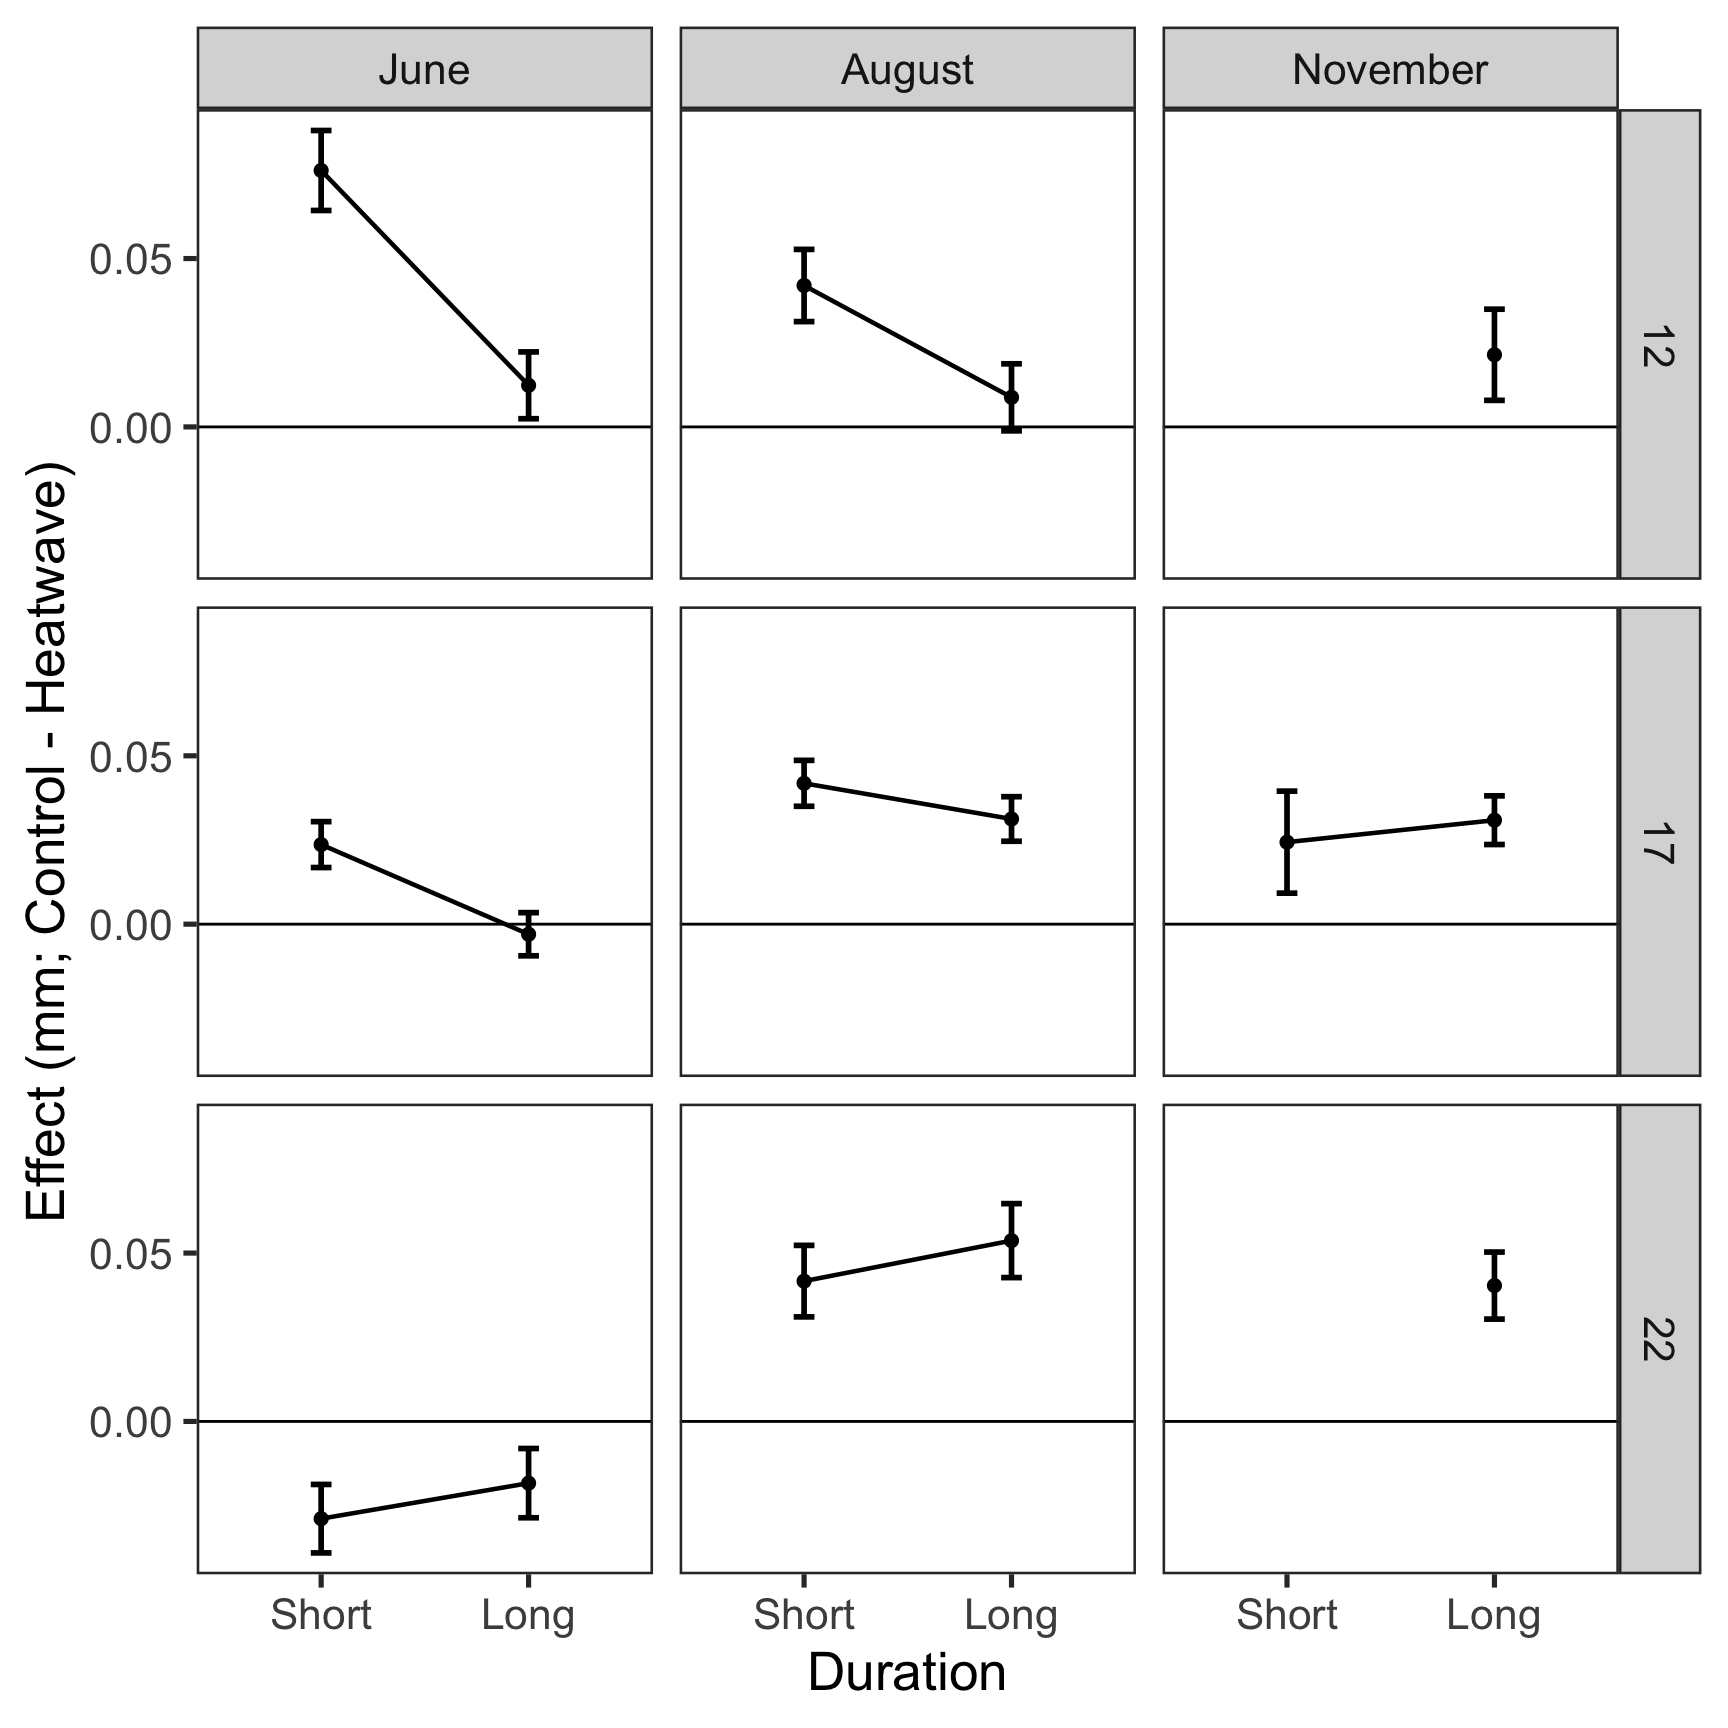 June August November
0.05
0.00
12
0.05
0.00
17
0.05
0.00
22
Short Long Short Long Short Long
Duration
Effect (mm; Control - Heatwave)